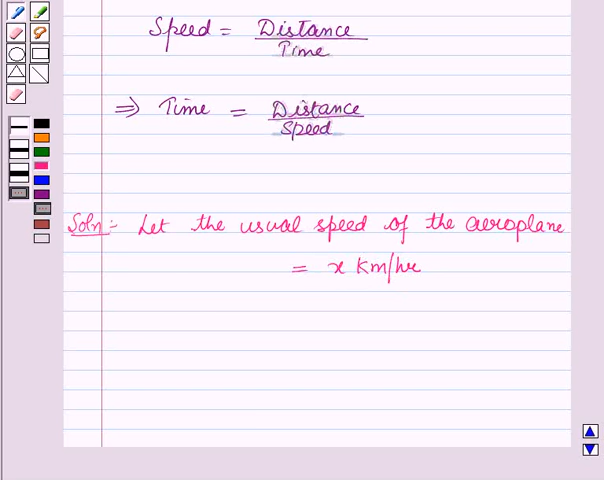 Speed = Distance / Time
⇒ Time = Distance / Speed
Soln:- Let the usual speed of the aeroplane
= x Km/hr